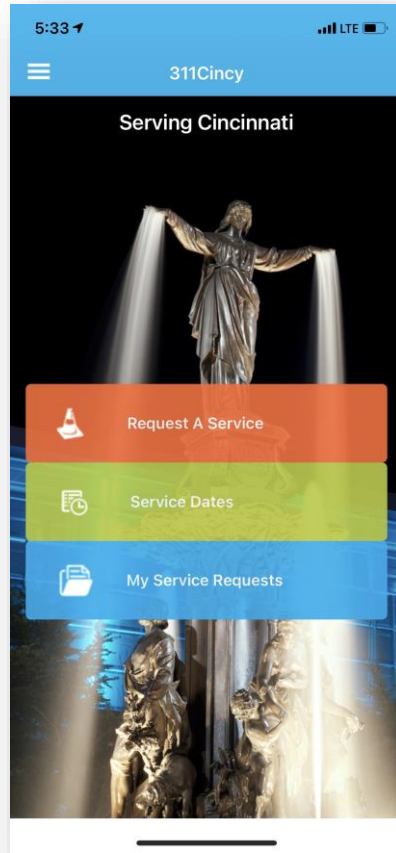 5:33
LTE
311Cincy
Serving Cincinnati
Request A Service
Service Dates
My Service Requests